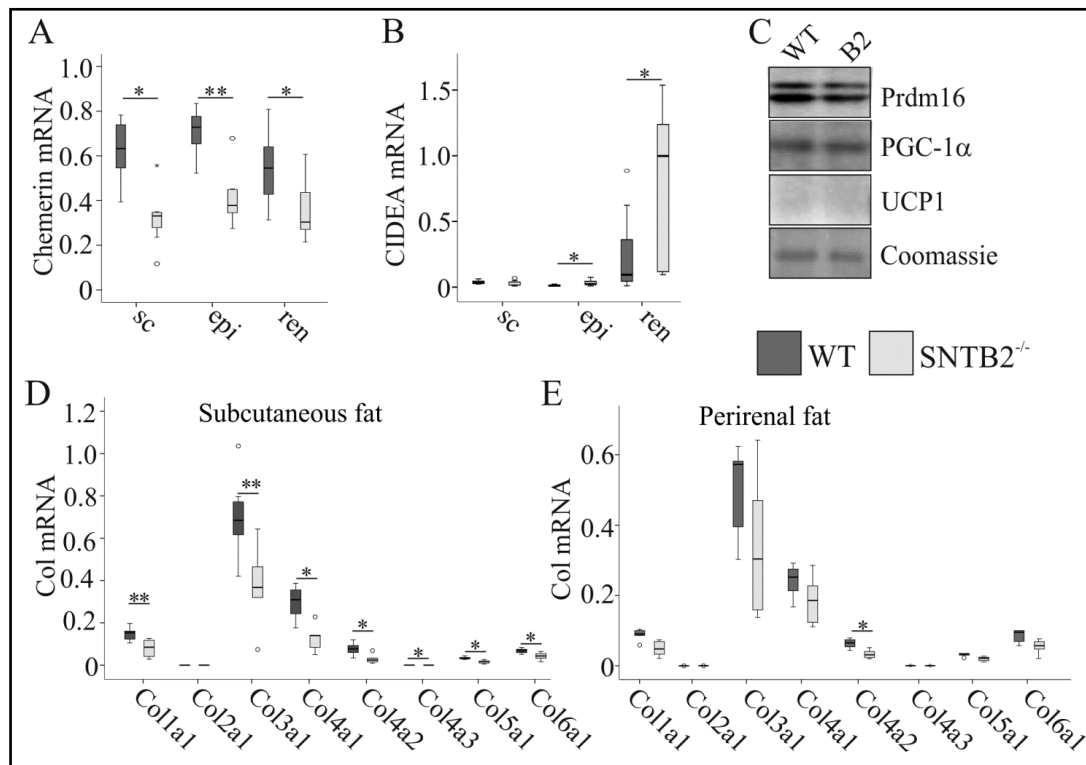 A
Chemerin mRNA
1.0
0.8
0.6
0.4
0.2
0
*
**
*
sc
epi
ren
B
CIDEA mRNA
1.5
1.0
0.5
0
*
*
sc
epi
ren
C
WT
B2
Prdm16
PGC-1α
UCP1
Coomassie
WT
SNTB2-/-
D
Subcutaneous fat
Col mRNA
1.2
1.0
0.8
0.6
0.4
0.2
0
**
**
*
*
*
*
*
Col1a1
Col2a1
Col3a1
Col4a1
Col4a2
Col4a3
Col5a1
Col6a1
E
Perirenal fat
Col mRNA
0.6
0.4
0.2
0
*
Col1a1
Col2a1
Col3a1
Col4a1
Col4a2
Col4a3
Col5a1
Col6a1